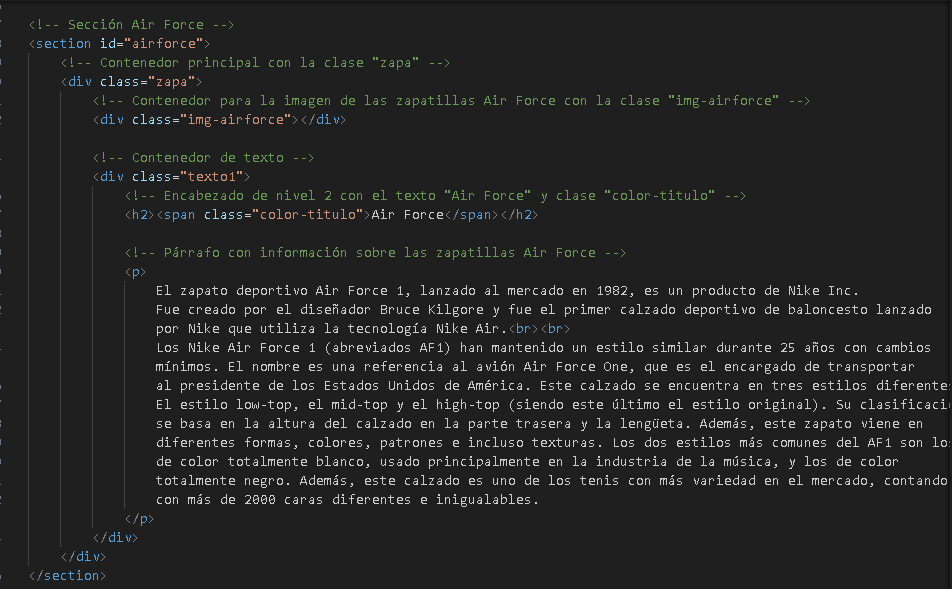 <!-- Sección Air Force -->
<section id="airforce">
<!-- Contenedor principal con la clase "zapa" -->
<div class="zapa">
<!-- Contenedor para la imagen de las zapatillas Air Force con la clase "img-airforce" -->
<div class="img-airforce"></div>
<!-- Contenedor de texto -->
<div class="texto1">
<!-- Encabezado de nivel 2 con el texto "Air Force" y clase "color-titulo" -->
<h2><span class="color-titulo">Air Force</span></h2>
<!-- Párrafo con información sobre las zapatillas Air Force -->
<p>
El zapato deportivo Air Force 1, lanzado al mercado en 1982, es un producto de Nike Inc.
Fue creado por el diseñador Bruce Kilgore y fue el primer calzado deportivo de baloncesto lanzado
por Nike que utiliza la tecnología Nike Air.<br><br>
Los Nike Air Force 1 (abreviados AF1) han mantenido un estilo similar durante 25 años con cambios
mínimos. El nombre es una referencia al avión Air Force One, que es el encargado de transportar
al presidente de los Estados Unidos de América. Este calzado se encuentra en tres estilos diferente
El estilo low-top, el mid-top y el high-top (siendo este último el estilo original). Su clasificaci
se basa en la altura del calzado en la parte trasera y la lengüeta. Además, este zapato viene en
diferentes formas, colores, patrones e incluso texturas. Los dos estilos más comunes del AF1 son lo
de color totalmente blanco, usado principalmente en la industria de la música, y los de color
totalmente negro. Además, este calzado es uno de los tenis con más variedad en el mercado, contando
con más de 2000 caras diferentes e inigualables.
</p>
</div>
</div>
</section>